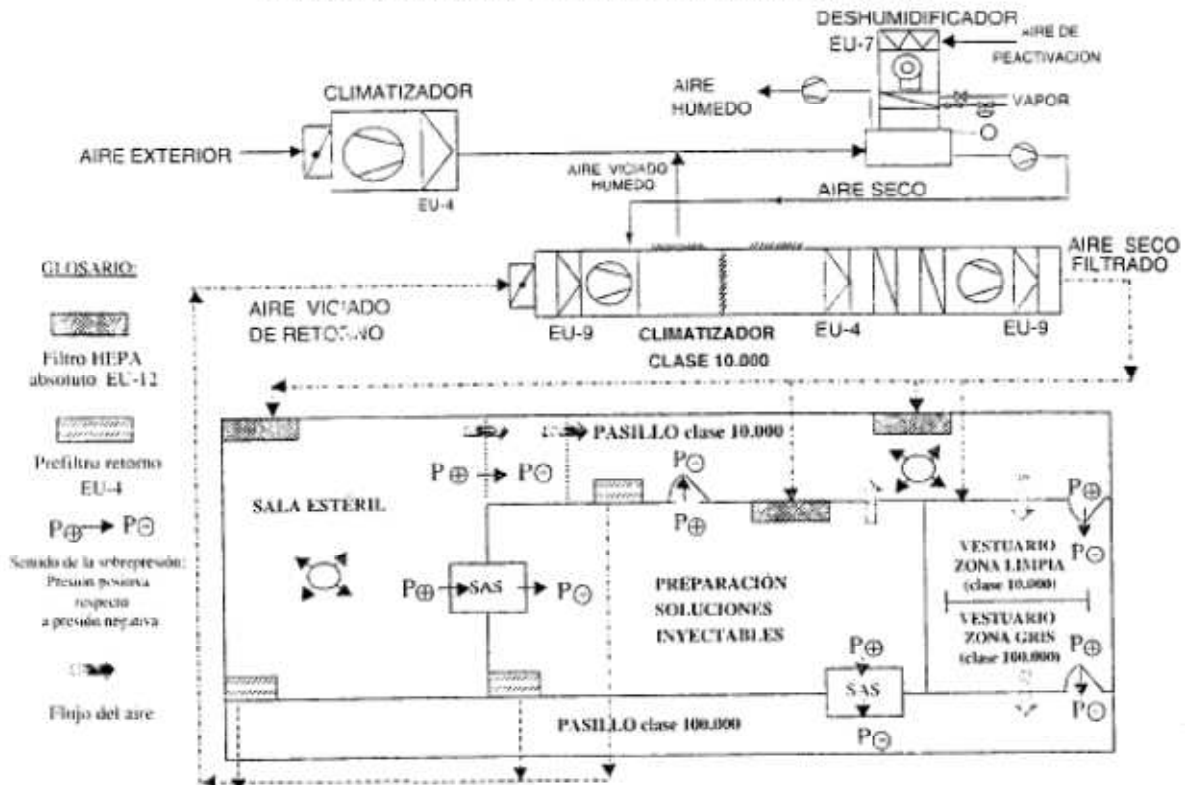 DESHUMIDIFICADOR
EU-7
AIRE DE
REACTIVACION
AIRE
HUMEDO
VAPOR
CLIMATIZADOR
AIRE EXTERIOR
EU-4
AIRE VICIADO
HUMEDO
AIRE SECO
AIRE SECO
FILTRADO
AIRE VICIADO
DE RETORNO
EU-9
CLIMATIZADOR
CLASE 10.000
EU-4
EU-9
GLOSARIO:
Filtro HEPA
absoluto EU-12
Prefiltro retorno
EU-4
P⊕ → P⊖
Sentido de la sobrepresión:
Presión positiva
respecto
a presión negativa
Flujo del aire
PASILLO clase 10.000
P⊕ → P⊖
P⊖
P⊕
SALA ESTÉRIL
P⊕ → SAS → P⊖
PREPARACIÓN
SOLUCIONES
INYECTABLES
P⊕
P⊖
VESTUARIO
ZONA LIMPIA
(clase 10.000)
VESTUARIO
ZONA GRIS
(clase 100.000)
P⊕
P⊖
P⊕
SAS
P⊖
PASILLO clase 100.000